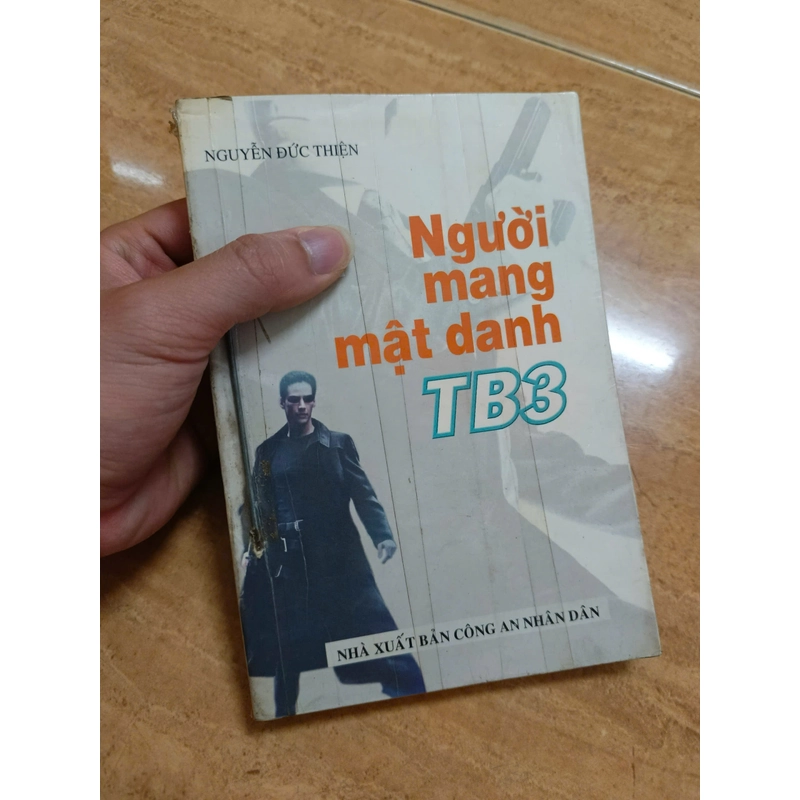 NGUYỄN ĐỨC THIỆN
Người
mang
mật danh
TB3
NHÀ XUẤT BẢN CÔNG AN NHÂN DÂN